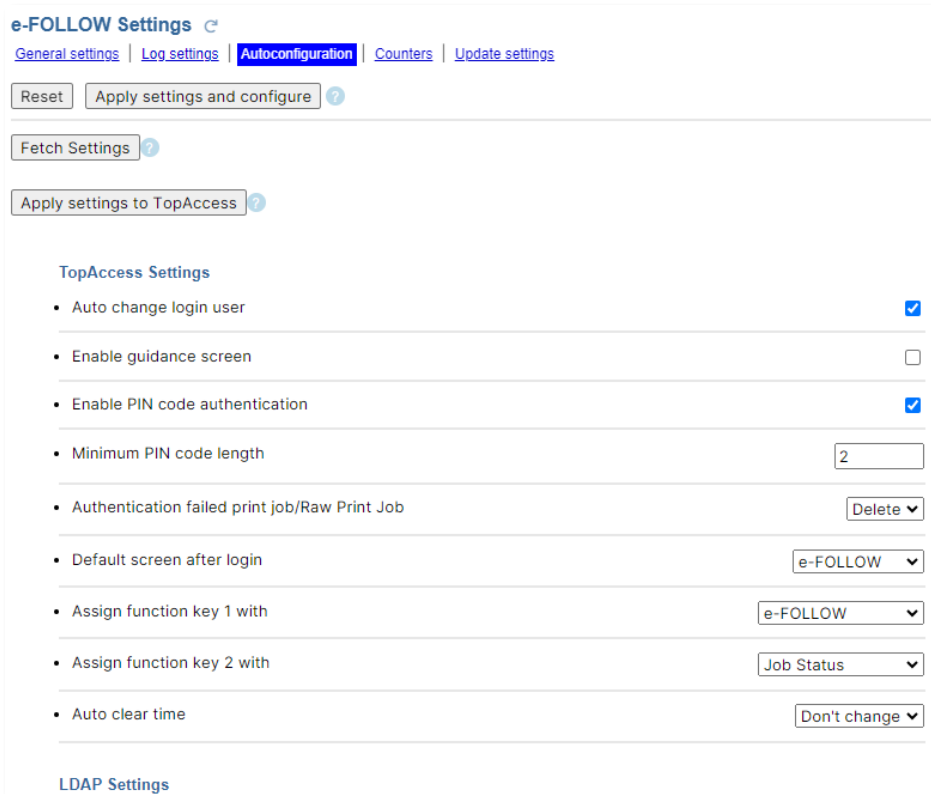 e-FOLLOW Settings
General settings | Log settings | Autoconfiguration | Counters | Update settings
Reset Apply settings and configure ?
Fetch Settings ?
Apply settings to TopAccess ?
TopAccess Settings
• Auto change login user
• Enable guidance screen
• Enable PIN code authentication
• Minimum PIN code length 2
• Authentication failed print job/Raw Print Job Delete
• Default screen after login e-FOLLOW
• Assign function key 1 with e-FOLLOW
• Assign function key 2 with Job Status
• Auto clear time Don't change
LDAP Settings